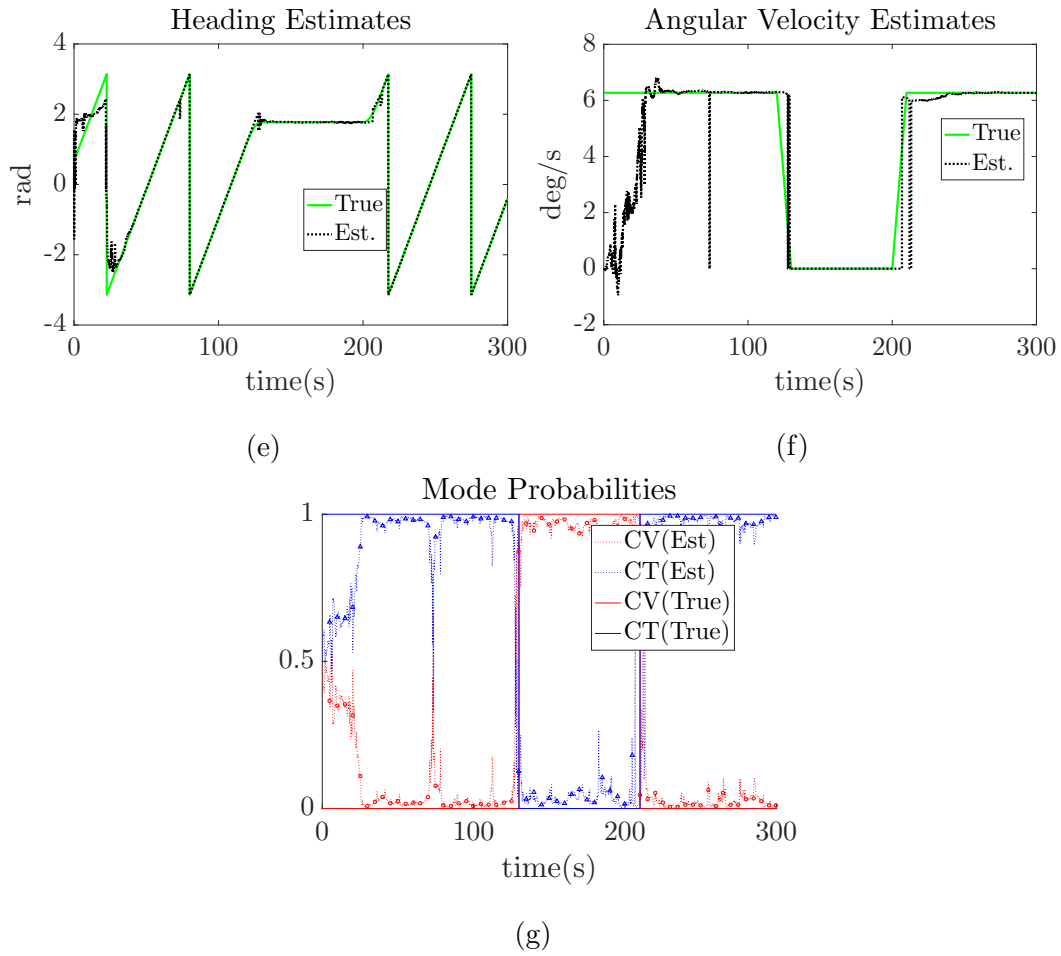 Heading Estimates
4
2
0
-2
-4
rad
True
Est.
0
100
200
300
time(s)
(e)
Angular Velocity Estimates
8
6
4
2
0
-2
deg/s
True
Est.
0
100
200
300
time(s)
(f)
Mode Probabilities
1
0.5
0
CV(Est)
CT(Est)
CV(True)
CT(True)
0
100
200
300
time(s)
(g)